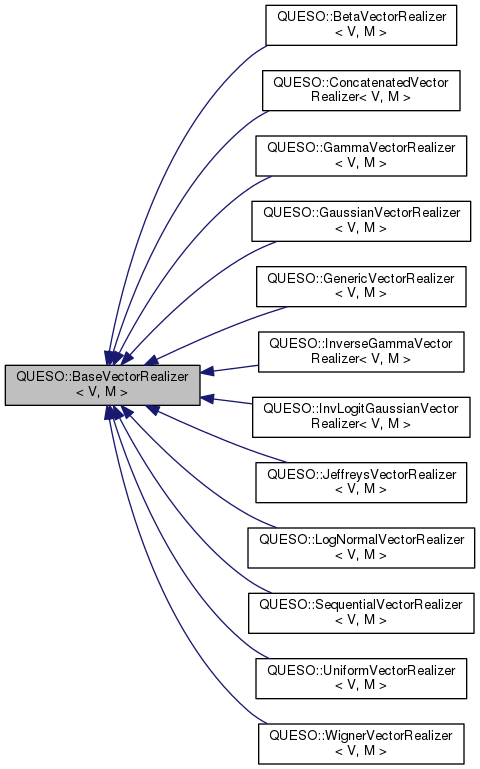 QUESO::BetaVectorRealizer
< V, M >
QUESO::ConcatenatedVector
Realizer< V, M >
QUESO::GammaVectorRealizer
< V, M >
QUESO::GaussianVectorRealizer
< V, M >
QUESO::GenericVectorRealizer
< V, M >
QUESO::InverseGammaVector
Realizer< V, M >
QUESO::BaseVectorRealizer
< V, M >
QUESO::InvLogitGaussianVector
Realizer< V, M >
QUESO::JeffreysVectorRealizer
< V, M >
QUESO::LogNormalVectorRealizer
< V, M >
QUESO::SequentialVectorRealizer
< V, M >
QUESO::UniformVectorRealizer
< V, M >
QUESO::WignerVectorRealizer
< V, M >